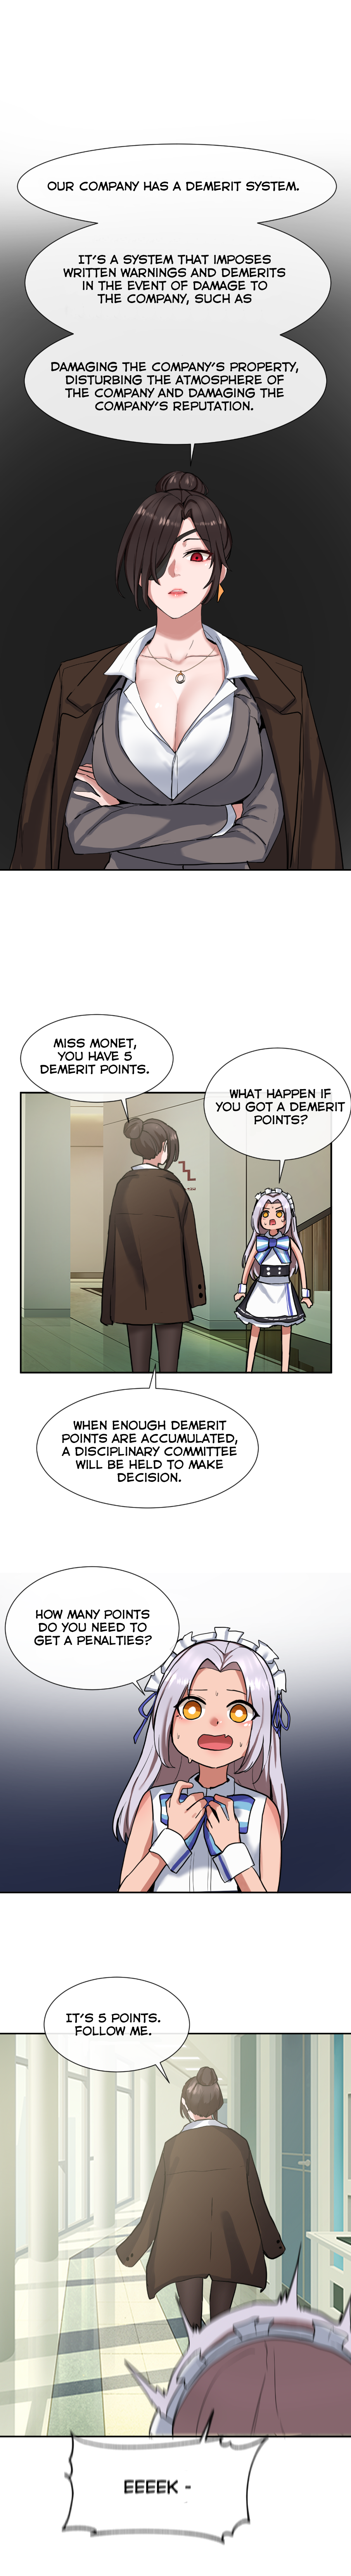 OUR COMPANY HAS A DEMERIT SYSTEM.
IT'S A SYSTEM THAT IMPOSES
WRITTEN WARNINGS AND DEMERITS
IN THE EVENT OF DAMAGE TO
THE COMPANY, SUCH AS
DAMAGING THE COMPANY'S PROPERTY,
DISTURBING THE ATMOSPHERE OF
THE COMPANY AND DAMAGING THE
COMPANY'S REPUTATION.
MISS MONET,
YOU HAVE 5
DEMERIT POINTS.
WHAT HAPPEN IF
YOU GOT A DEMERIT
POINTS?
WHEN ENOUGH DEMERIT
POINTS ARE ACCUMULATED,
A DISCIPLINARY COMMITTEE
WILL BE HELD TO MAKE
DECISION.
HOW MANY POINTS
DO YOU NEED TO
GET A PENALTIES?
IT'S 5 POINTS.
FOLLOW ME.
EEEEK -